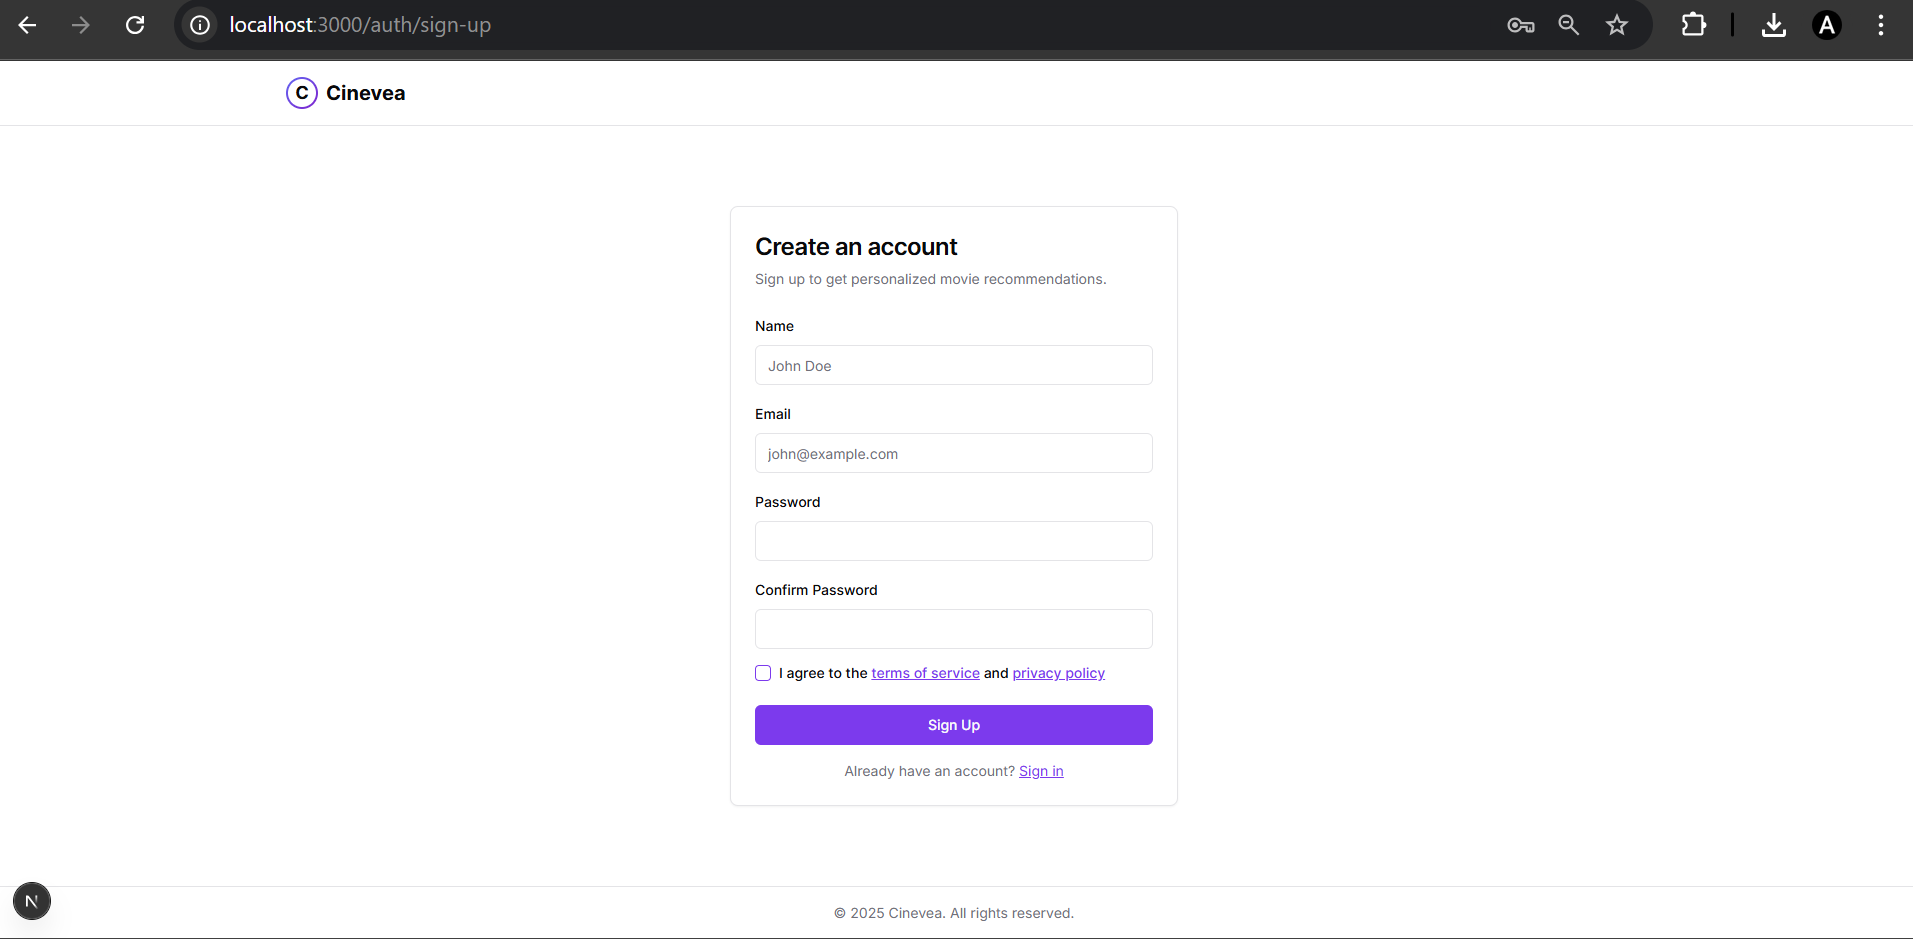 localhost:3000/auth/sign-up
A
C Cinevea
Create an account
Sign up to get personalized movie recommendations.
Name
John Doe
Email
john@example.com
Password
Confirm Password
I agree to the terms of service and privacy policy
Sign Up
Already have an account? Sign in
N
© 2025 Cinevea. All rights reserved.